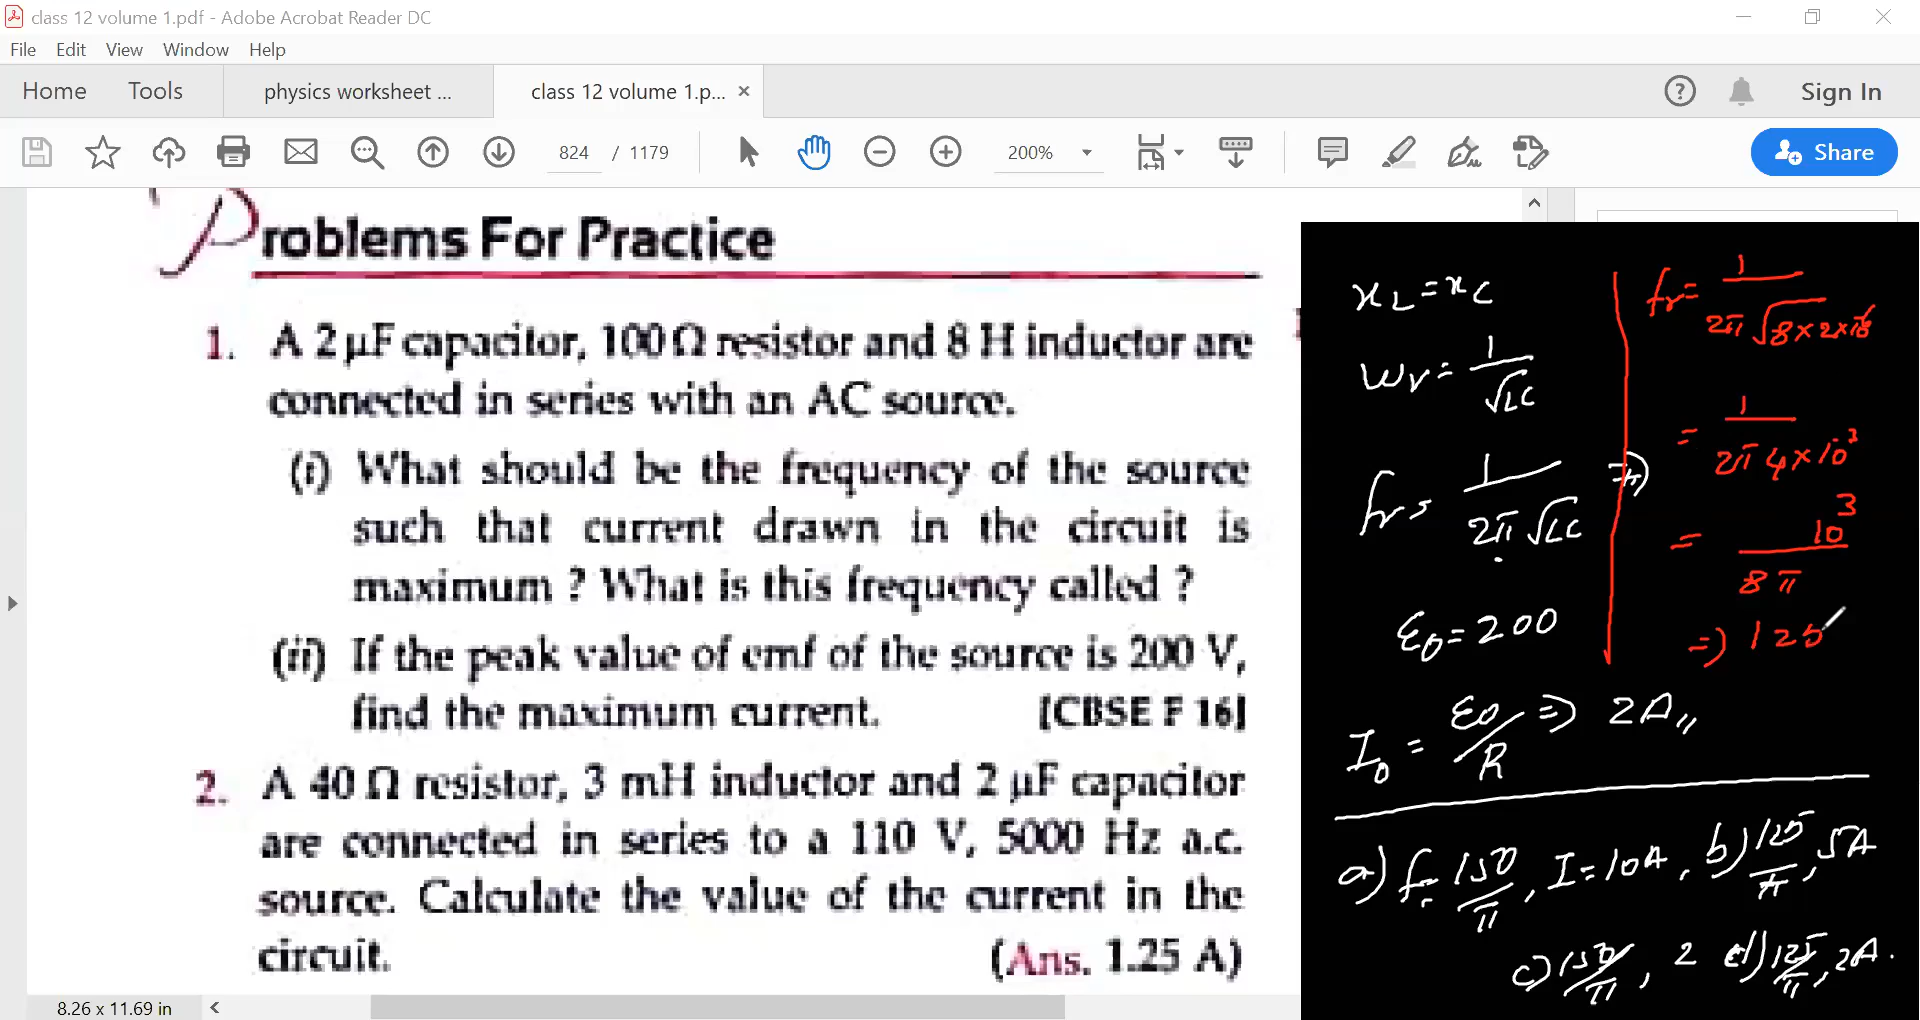 class 12 volume 1.pdf - Adobe Acrobat Reader DC
File Edit View Window Help
Home Tools physics worksheet ... class 12 volume 1.p... × Sign In
824 / 1179 200% Share
Problems For Practice
1. A 2 μF capacitor, 100 Ω resistor and 8 H inductor are
connected in series with an AC source.
(i) What should be the frequency of the source
such that current drawn in the circuit is
maximum ? What is this frequency called ?
(ii) If the peak value of emf of the source is 200 V,
find the maximum current. [CBSE F 16]
2. A 40 Ω resistor, 3 mH inductor and 2 μF capacitor
are connected in series to a 110 V, 5000 Hz a.c.
source. Calculate the value of the current in the
circuit. (Ans. 1.25 A)
8.26 x 11.69 in
xL = xC
wr = 1/√LC
fr = 1/2π√LC =>
ε0 = 200
I0 = ε0/R => 2A,,
fr = 1/2π√8×2×10⁻⁶
= 1/2π 4×10⁻³
= 10³/8π
=> 125
a) f = 150/π, I = 10A, b) 125/π, 5A
c) 150/π, 2 d) 125/π, 2A.